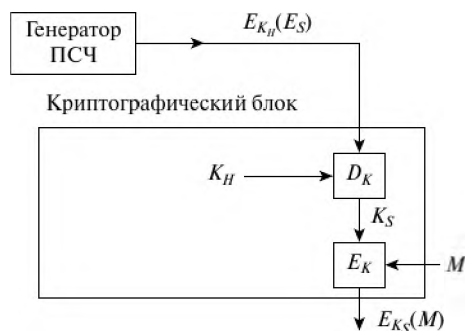 Генератор
ПСЧ
E_{K_H}(E_S)
Криптографический блок
K_H
D_K
K_S
E_K
M
E_{K_S}(M)